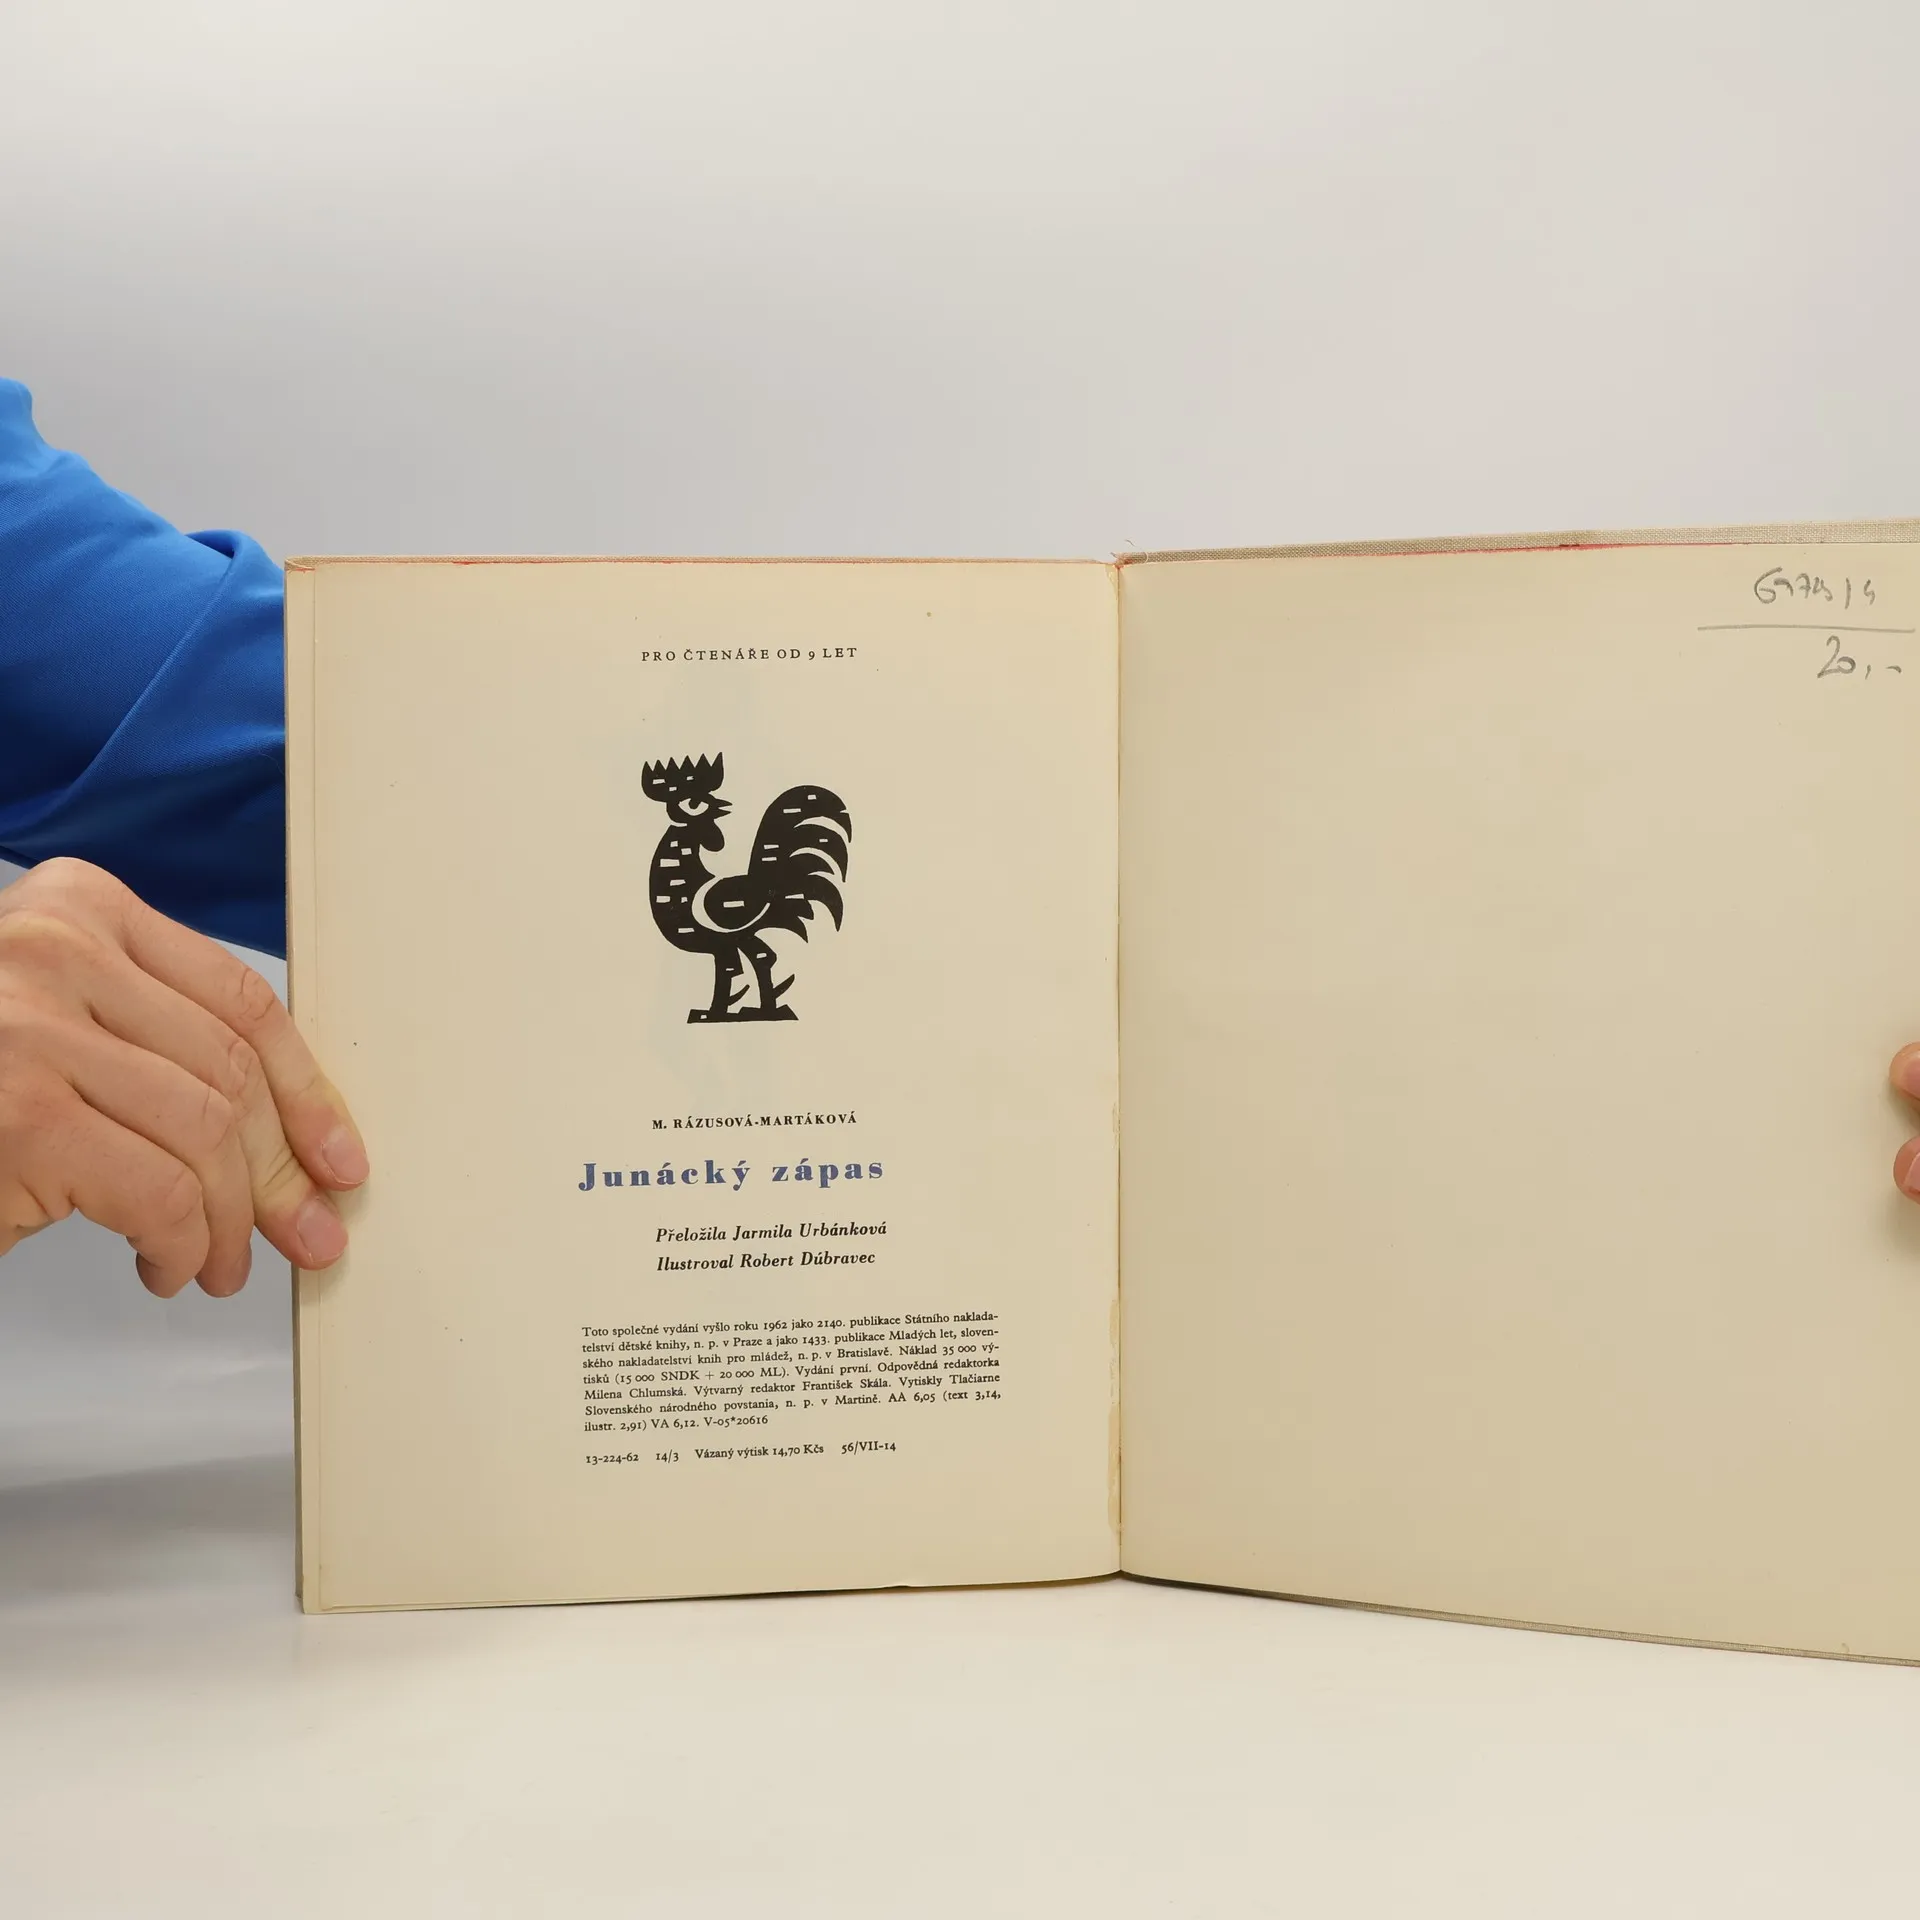 PRO ČTENÁŘE OD 9 LET
M. RÁZUSOVÁ-MARTÁKOVÁ
Junácký zápas
Přeložila Jarmila Urbánková
Ilustroval Robert Dúbravec
Toto společné vydání vyšlo roku 1962 jako 2140. publikace Státního naklada-
telství dětské knihy, n. p. v Praze a jako 1433. publikace Mladých let, sloven-
ského nakladatelství knih pro mládež, n. p. v Bratislavě. Náklad 35 000 vý-
tisků (15 000 SNDK + 20 000 ML). Vydání první. Odpovědná redaktorka
Milena Chlumská. Výtvarný redaktor František Skála. Vytiskly Tlačiarne
Slovenského národného povstania, n. p. v Martině. AA 6,05 (text 3,14,
ilustr. 2,91) VA 6,12. V-05*20616
13-224-62 14/3 Vázaný výtisk 14,70 Kčs 56/VII-14
20,-